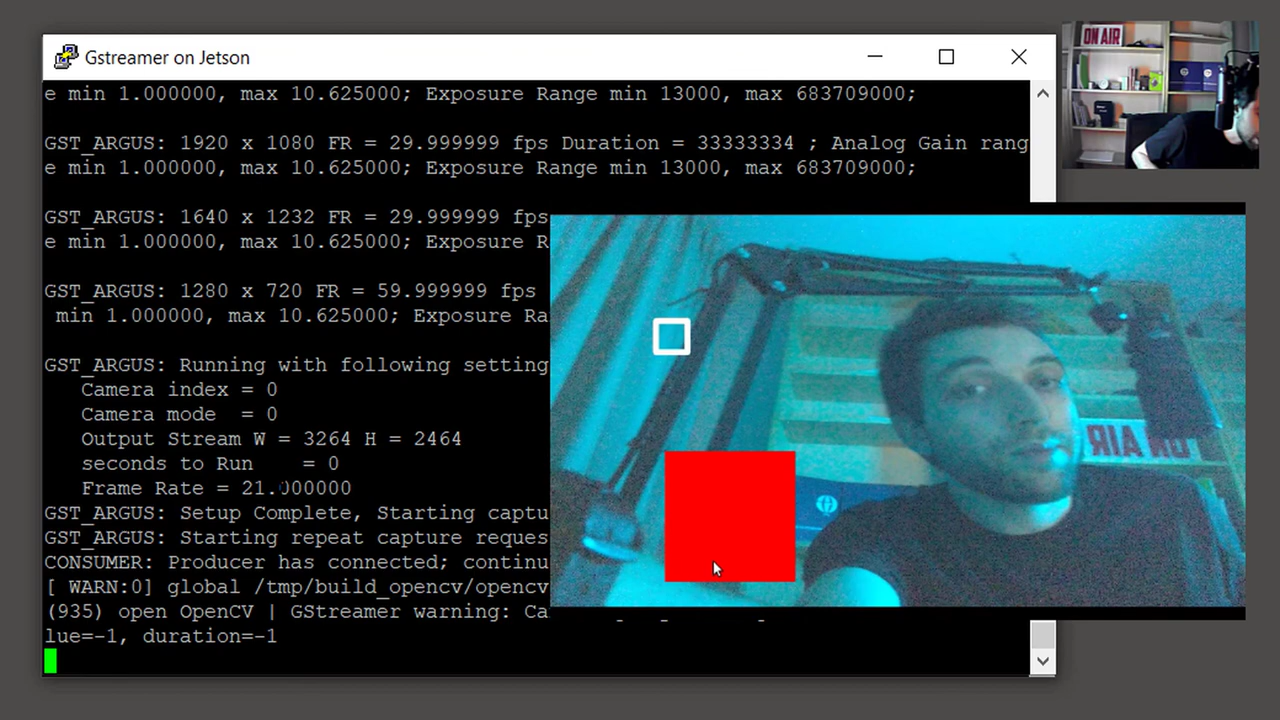 Gstreamer on Jetson
ON AIR
e min 1.000000, max 10.625000; Exposure Range min 13000, max 683709000;
GST_ARGUS: 1920 x 1080 FR = 29.999999 fps Duration = 33333334 ; Analog Gain rang
e min 1.000000, max 10.625000; Exposure Range min 13000, max 683709000;
GST_ARGUS: 1640 x 1232 FR = 29.999999 fps
e min 1.000000, max 10.625000; Exposure R
GST_ARGUS: 1280 x 720 FR = 59.999999 fps
min 1.000000, max 10.625000; Exposure Ra
GST_ARGUS: Running with following setting
Camera index = 0
Camera mode = 0
Output Stream W = 3264 H = 2464
seconds to Run = 0
Frame Rate = 21.000000
GST_ARGUS: Setup Complete, Starting captu
GST_ARGUS: Starting repeat capture reques
CONSUMER: Producer has connected; continu
[ WARN:0] global /tmp/build_opencv/opencv
(935) open OpenCV | GStreamer warning: Ca
lue=-1, duration=-1
ON AIR